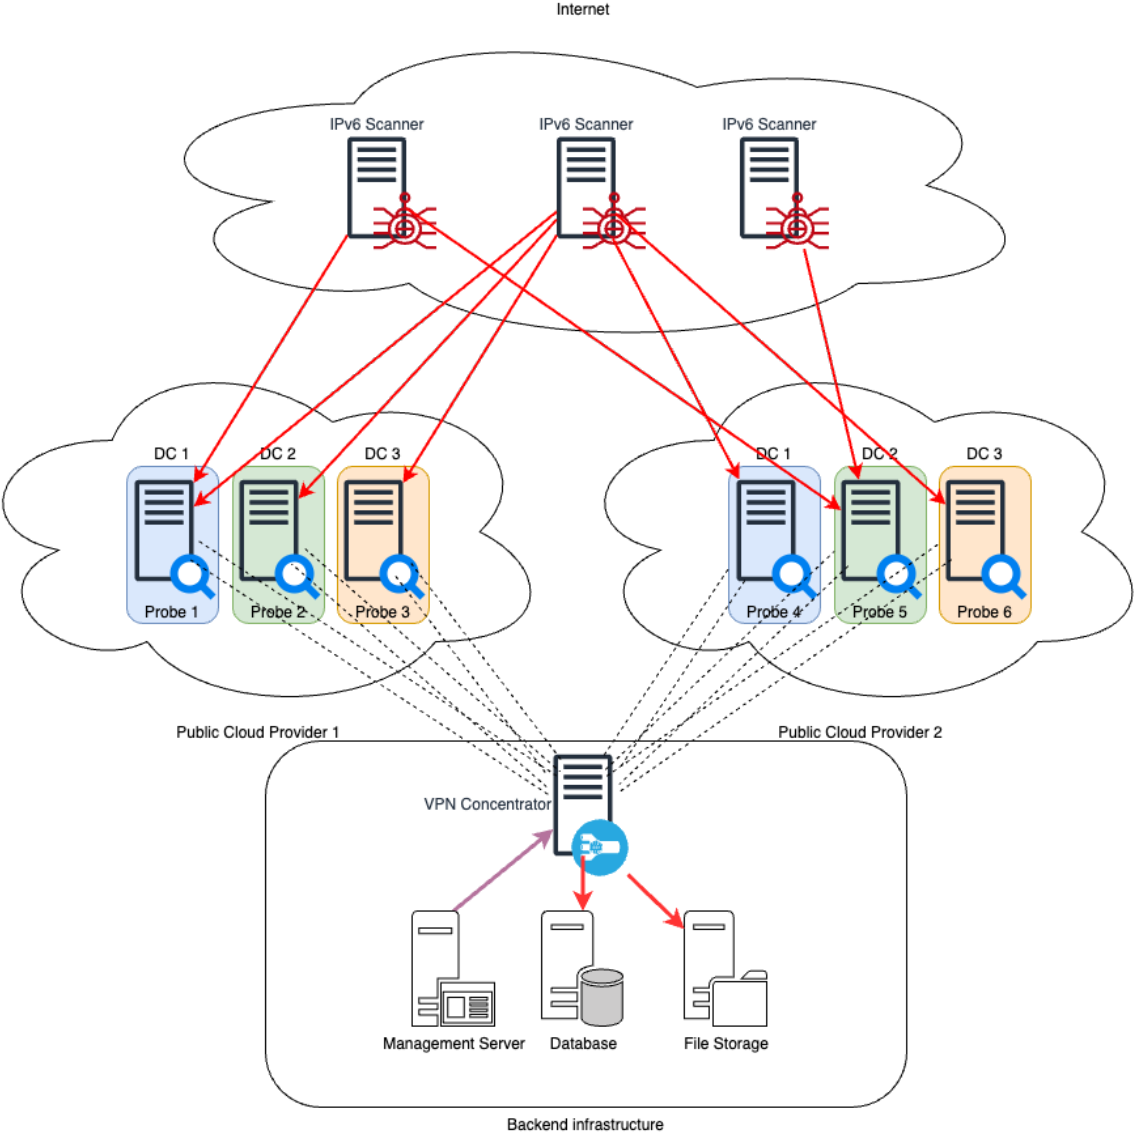 Internet
IPv6 Scanner
IPv6 Scanner
IPv6 Scanner
DC 1
DC 2
DC 3
DC 1
DC 2
DC 3
Probe 1
Probe 2
Probe 3
Probe 4
Probe 5
Probe 6
Public Cloud Provider 1
Public Cloud Provider 2
VPN Concentrator
Management Server
Database
File Storage
Backend infrastructure